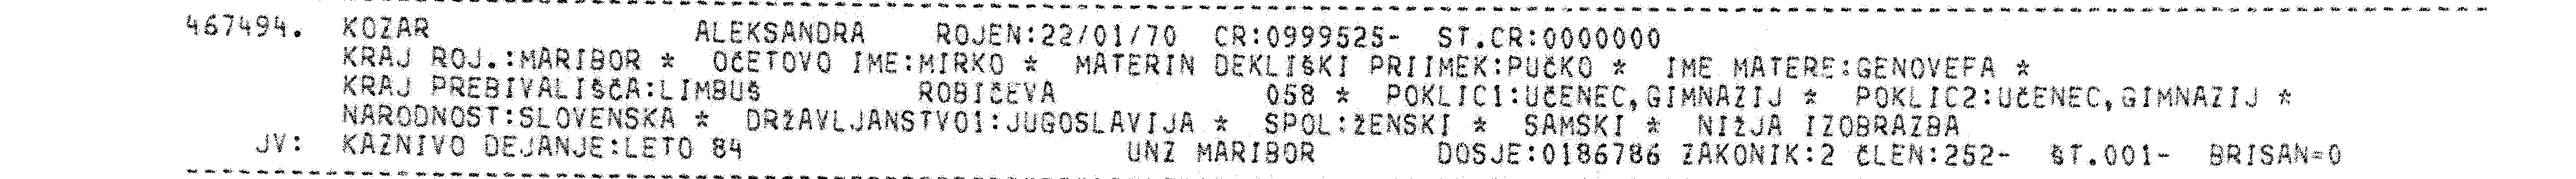 467494. KOZAR ALEKSANDRA ROJEN:22/01/70 CR:0999525- ST.CR:0000000
KRAJ ROJ.:MARIBOR * OČETOVO IME:MIRKO * MATERIN DEKLIŠKI PRIIMEK:PUČKO * IME MATERE:GENOVEFA *
KRAJ PREBIVALIŠČA:LIMBUŠ ROBIČEVA 058 * POKLIC1:UČENEC,GIMNAZIJ * POKLIC2:UČENEC,GIMNAZIJ *
NARODNOST:SLOVENSKA * DRŽAVLJANSTVO1:JUGOSLAVIJA * SPOL:ŽENSKI * SAMSKI * NIŽJA IZOBRAZBA
JV: KAZNIVO DEJANJE:LETO 84 UNZ MARIBOR DOSJE:0186786 ZAKONIK:2 ČLEN:252- ŠT.001- BRISAN=0